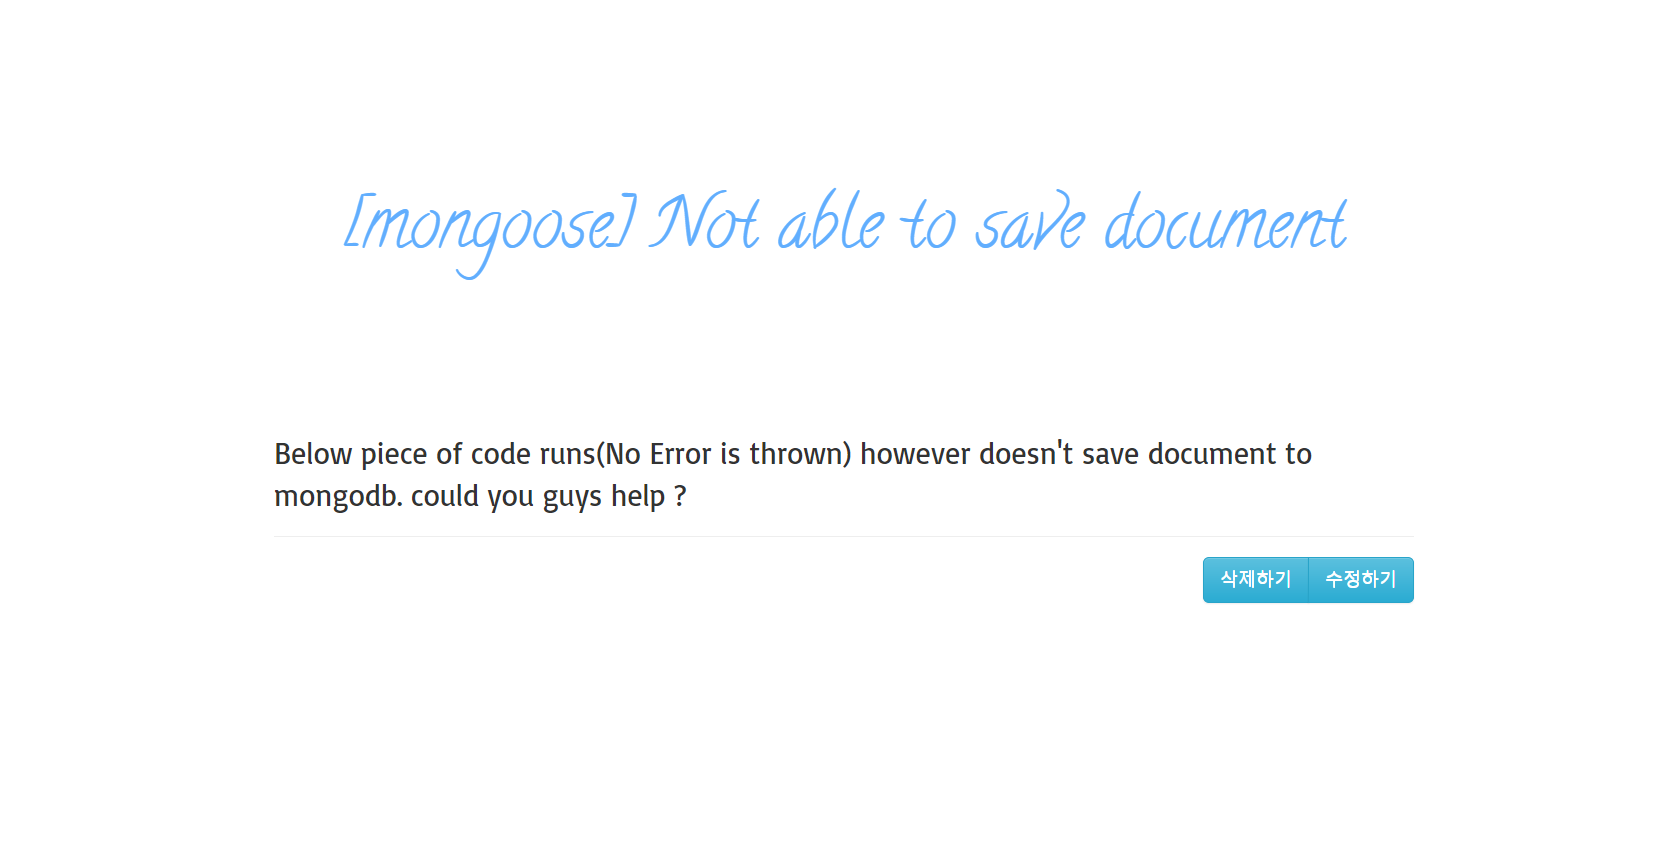 [mongoose] Not able to save document
Below piece of code runs(No Error is thrown) however doesn't save document to
mongodb. could you guys help ?
삭제하기 수정하기